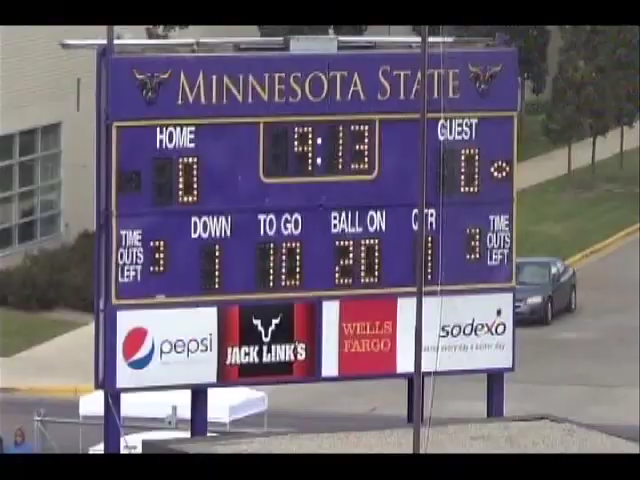 MINNESOTA STATE
HOME 9:13 GUEST
0 0
TIME OUTS LEFT 3 DOWN 1 TO GO 10 BALL ON 20 QTR 1 3 TIME OUTS LEFT
pepsi JACK LINK'S WELLS FARGO sodexo